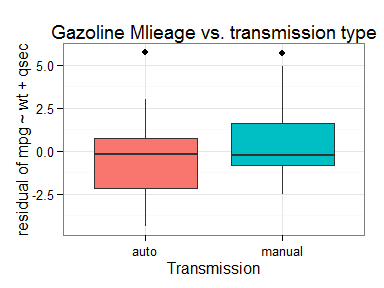 Gazoline Mlieage vs. transmission type
residual of mpg ~ wt + qsec
5.0
2.5
0.0
-2.5
auto manual
Transmission